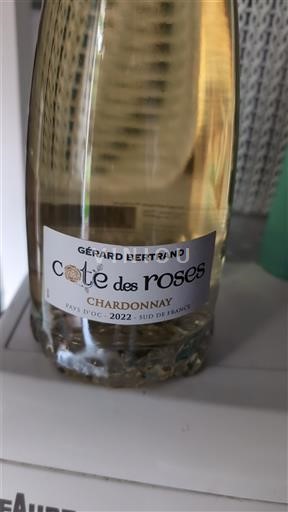 GÉRARD BERTRAND
cote des roses
CHARDONNAY
PAYS D'OC - 2022 - SUD DE FRANCE